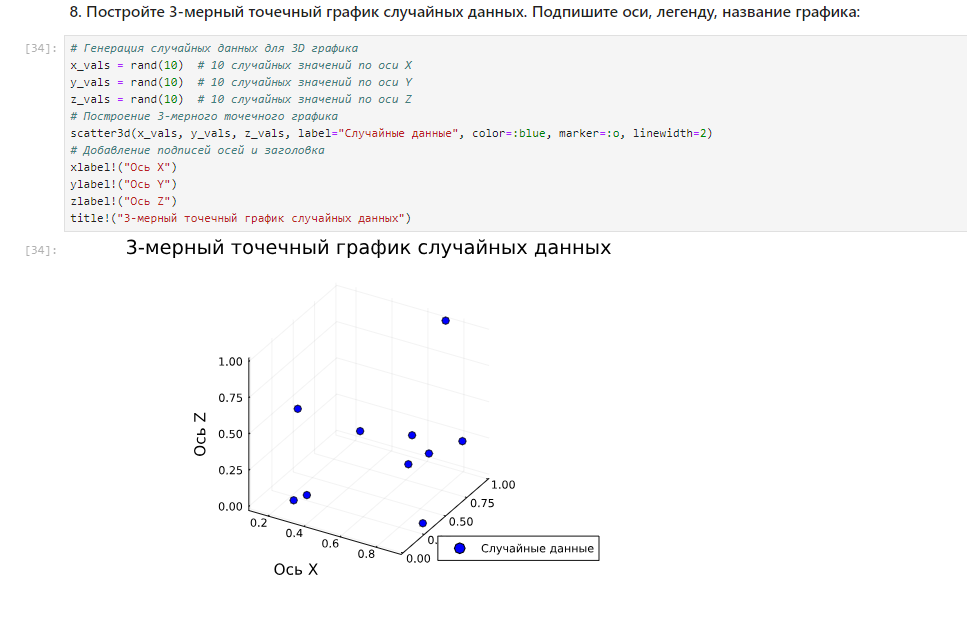 8. Постройте 3-мерный точечный график случайных данных. Подпишите оси, легенду, название графика:
[34]: # Генерация случайных данных для 3D графика
x_vals = rand(10)  # 10 случайных значений по оси X
y_vals = rand(10)  # 10 случайных значений по оси Y
z_vals = rand(10)  # 10 случайных значений по оси Z
# Построение 3-мерного точечного графика
scatter3d(x_vals, y_vals, z_vals, label="Случайные данные", color=:blue, marker=:o, linewidth=2)
# Добавление подписей осей и заголовка
xlabel!("Ось X")
ylabel!("Ось Y")
zlabel!("Ось Z")
title!("3-мерный точечный график случайных данных")
[34]:
3-мерный точечный график случайных данных
1.00
0.75
0.50
0.25
0.00
Ось Z
0.2
0.4
0.6
0.8
Ось X
1.00
0.75
0.50
0.
0.00
Случайные данные